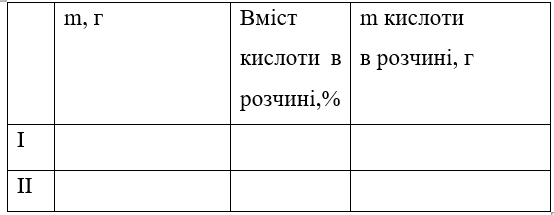 m, г
Вміст
кислоти в
розчині,%
m кислоти
в розчині, г
I
II